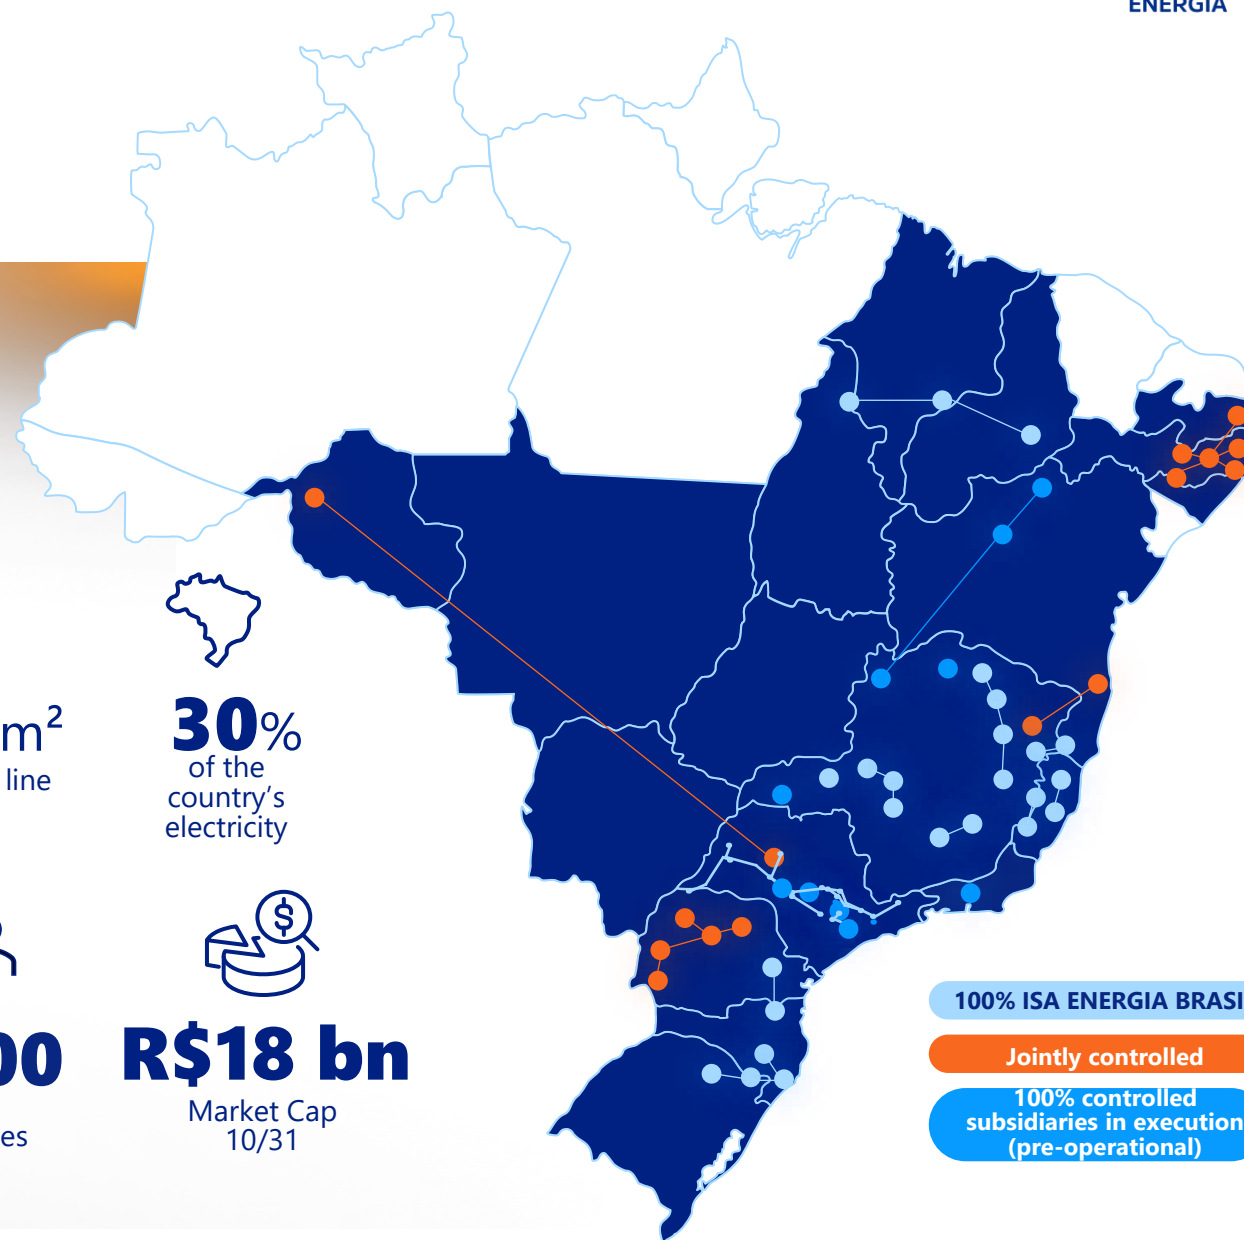 ENERGIA
m²
line
30%
of the
country's
electricity
00
es
R$18 bn
Market Cap
10/31
100% ISA ENERGIA BRASI
Jointly controlled
100% controlled
subsidiaries in execution
(pre-operational)